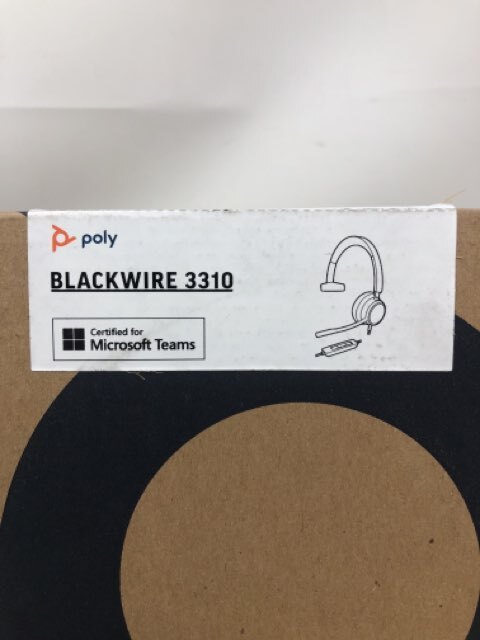 poly
BLACKWIRE 3310
Certified for
Microsoft Teams